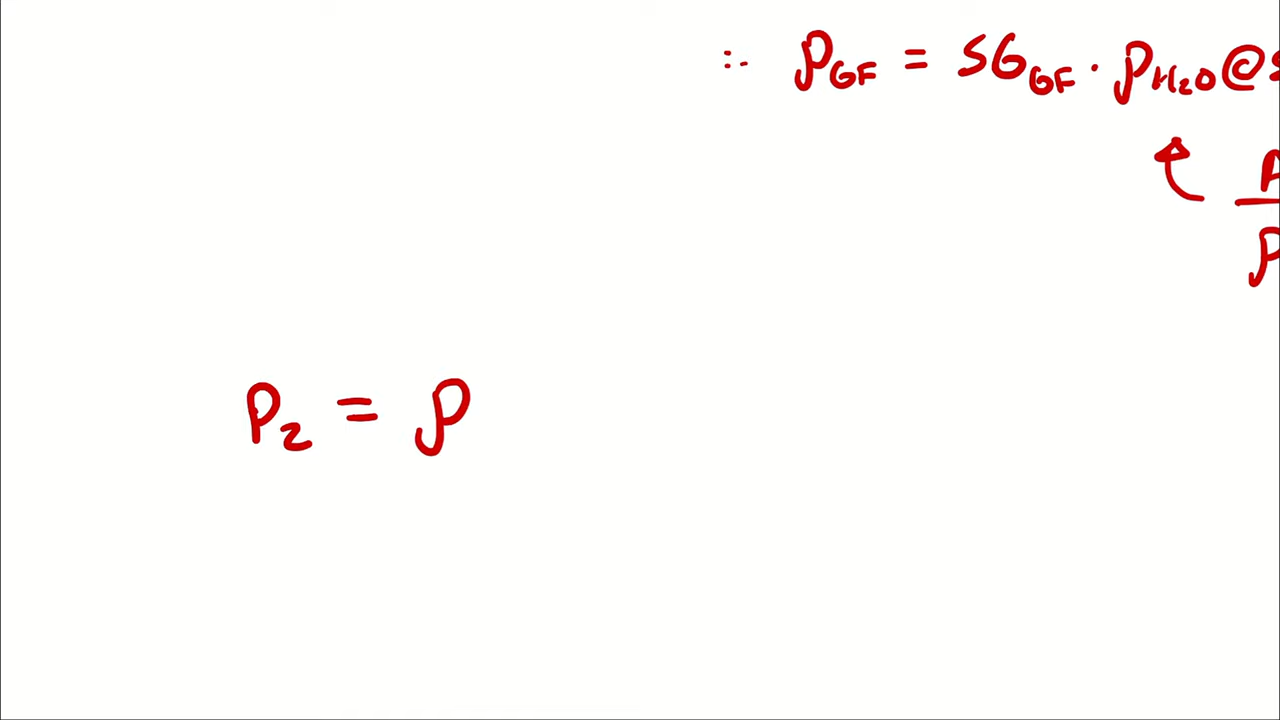 ∴ ρGF = SGGF · ρH₂O@
P₂ = ρ